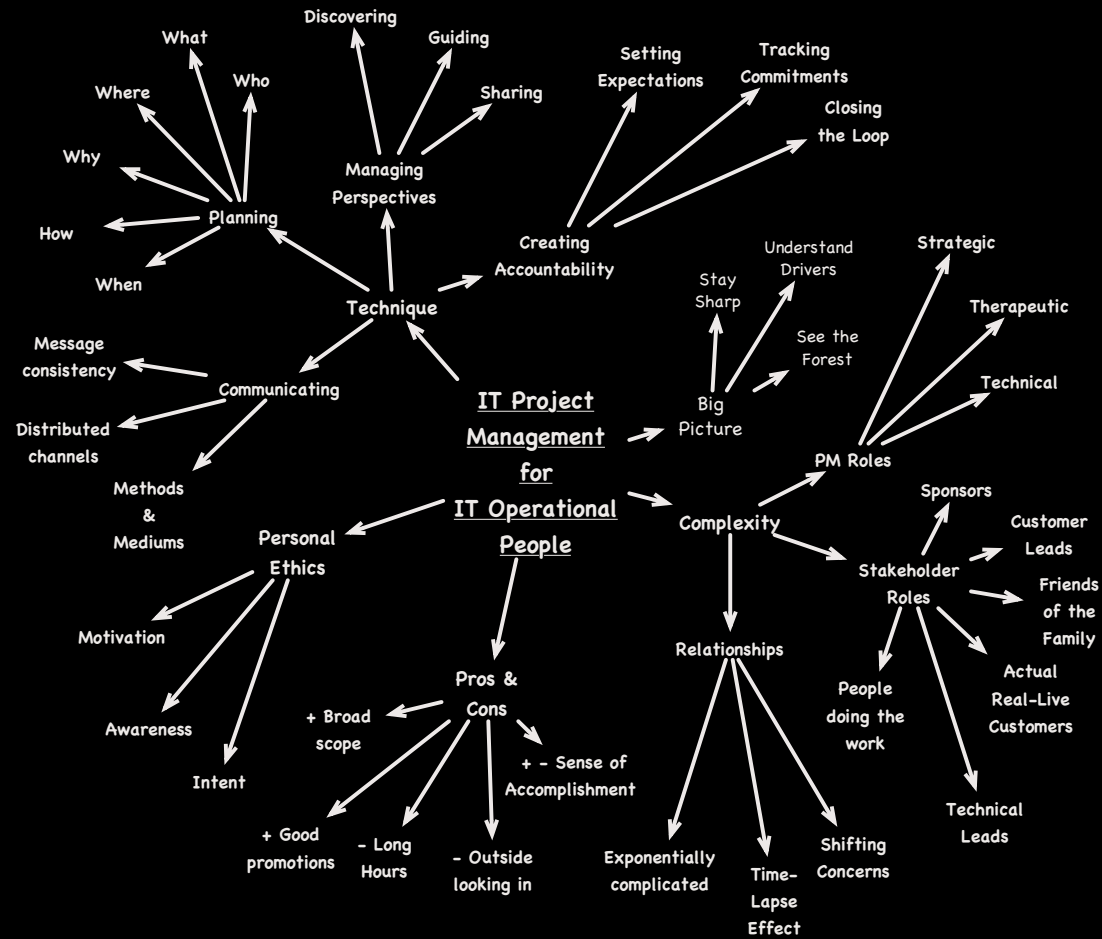 IT Project
Management
for
IT Operational
People
Technique
Planning
What
Who
Where
Why
How
When
Managing
Perspectives
Discovering
Guiding
Sharing
Creating
Accountability
Setting
Expectations
Tracking
Commitments
Closing
the Loop
Communicating
Message
consistency
Distributed
channels
Methods
&
Mediums
Big
Picture
Stay
Sharp
Understand
Drivers
See the
Forest
Complexity
PM Roles
Strategic
Therapeutic
Technical
Stakeholder
Roles
Sponsors
Customer
Leads
Friends
of the
Family
Actual
Real-Live
Customers
Technical
Leads
People
doing the
work
Relationships
Exponentially
complicated
Time-
Lapse
Effect
Shifting
Concerns
Pros &
Cons
+ Broad
scope
+ Good
promotions
- Long
Hours
- Outside
looking in
+ - Sense of
Accomplishment
Personal
Ethics
Motivation
Awareness
Intent